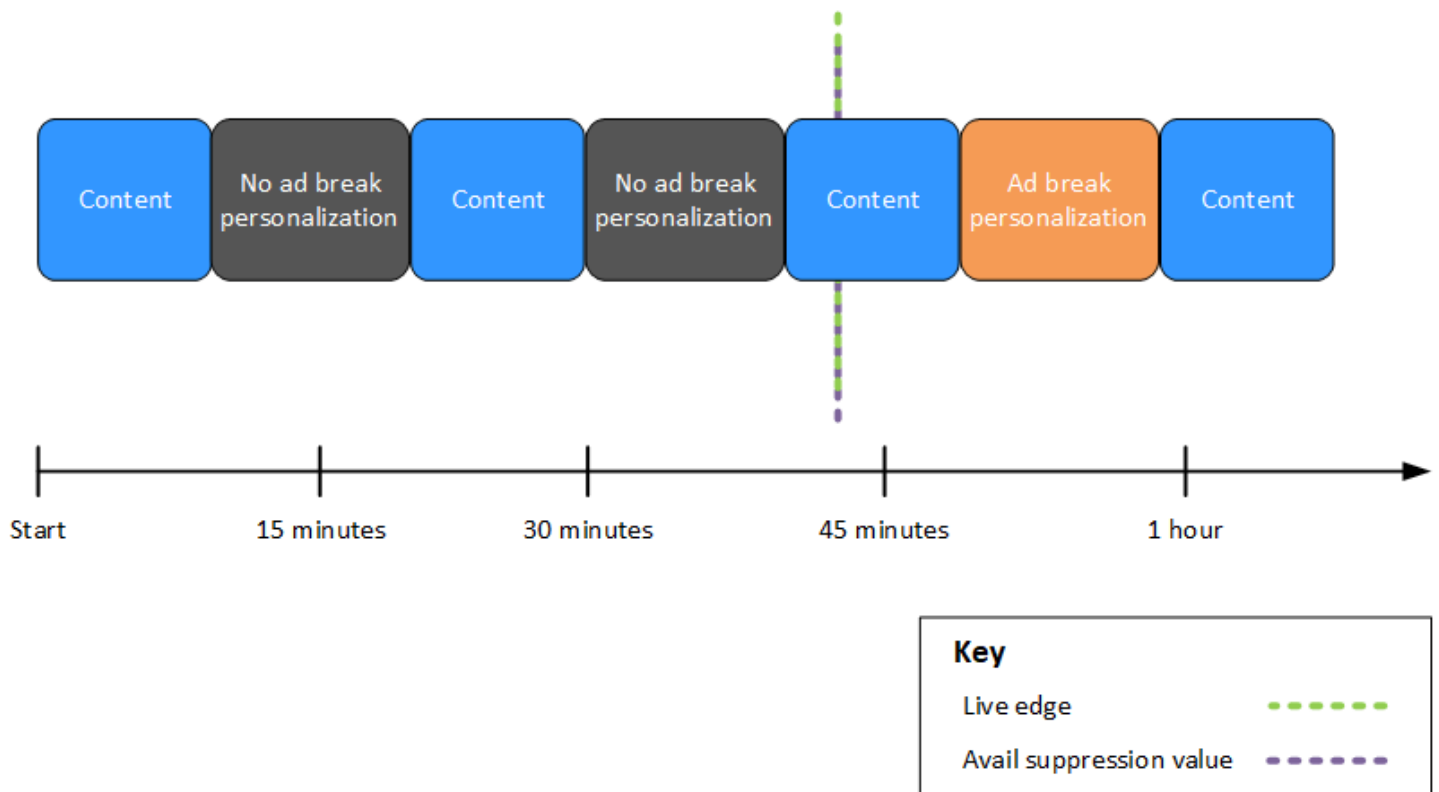 Content
No ad break
personalization
Content
No ad break
personalization
Content
Ad break
personalization
Content
Start
15 minutes
30 minutes
45 minutes
1 hour
Key
Live edge
Avail suppression value